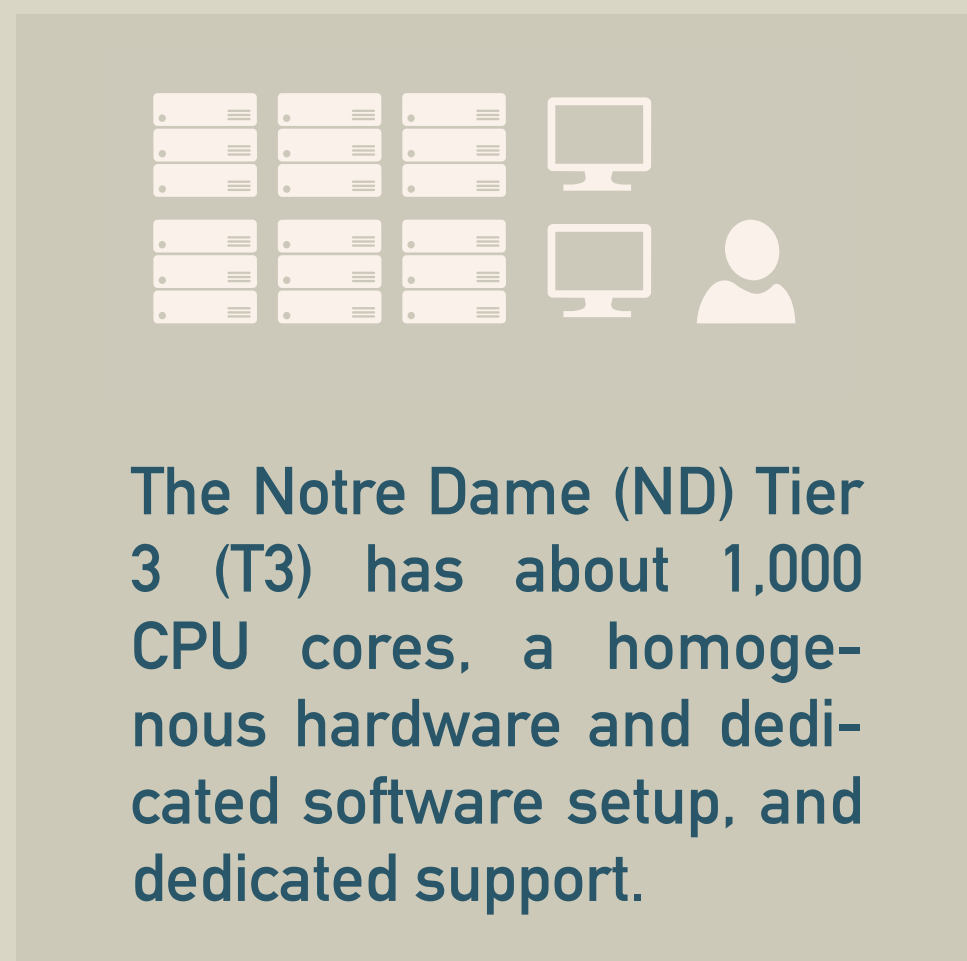 The Notre Dame (ND) Tier
3 (T3) has about 1,000
CPU cores, a homoge-
nous hardware and dedi-
cated software setup, and
dedicated support.